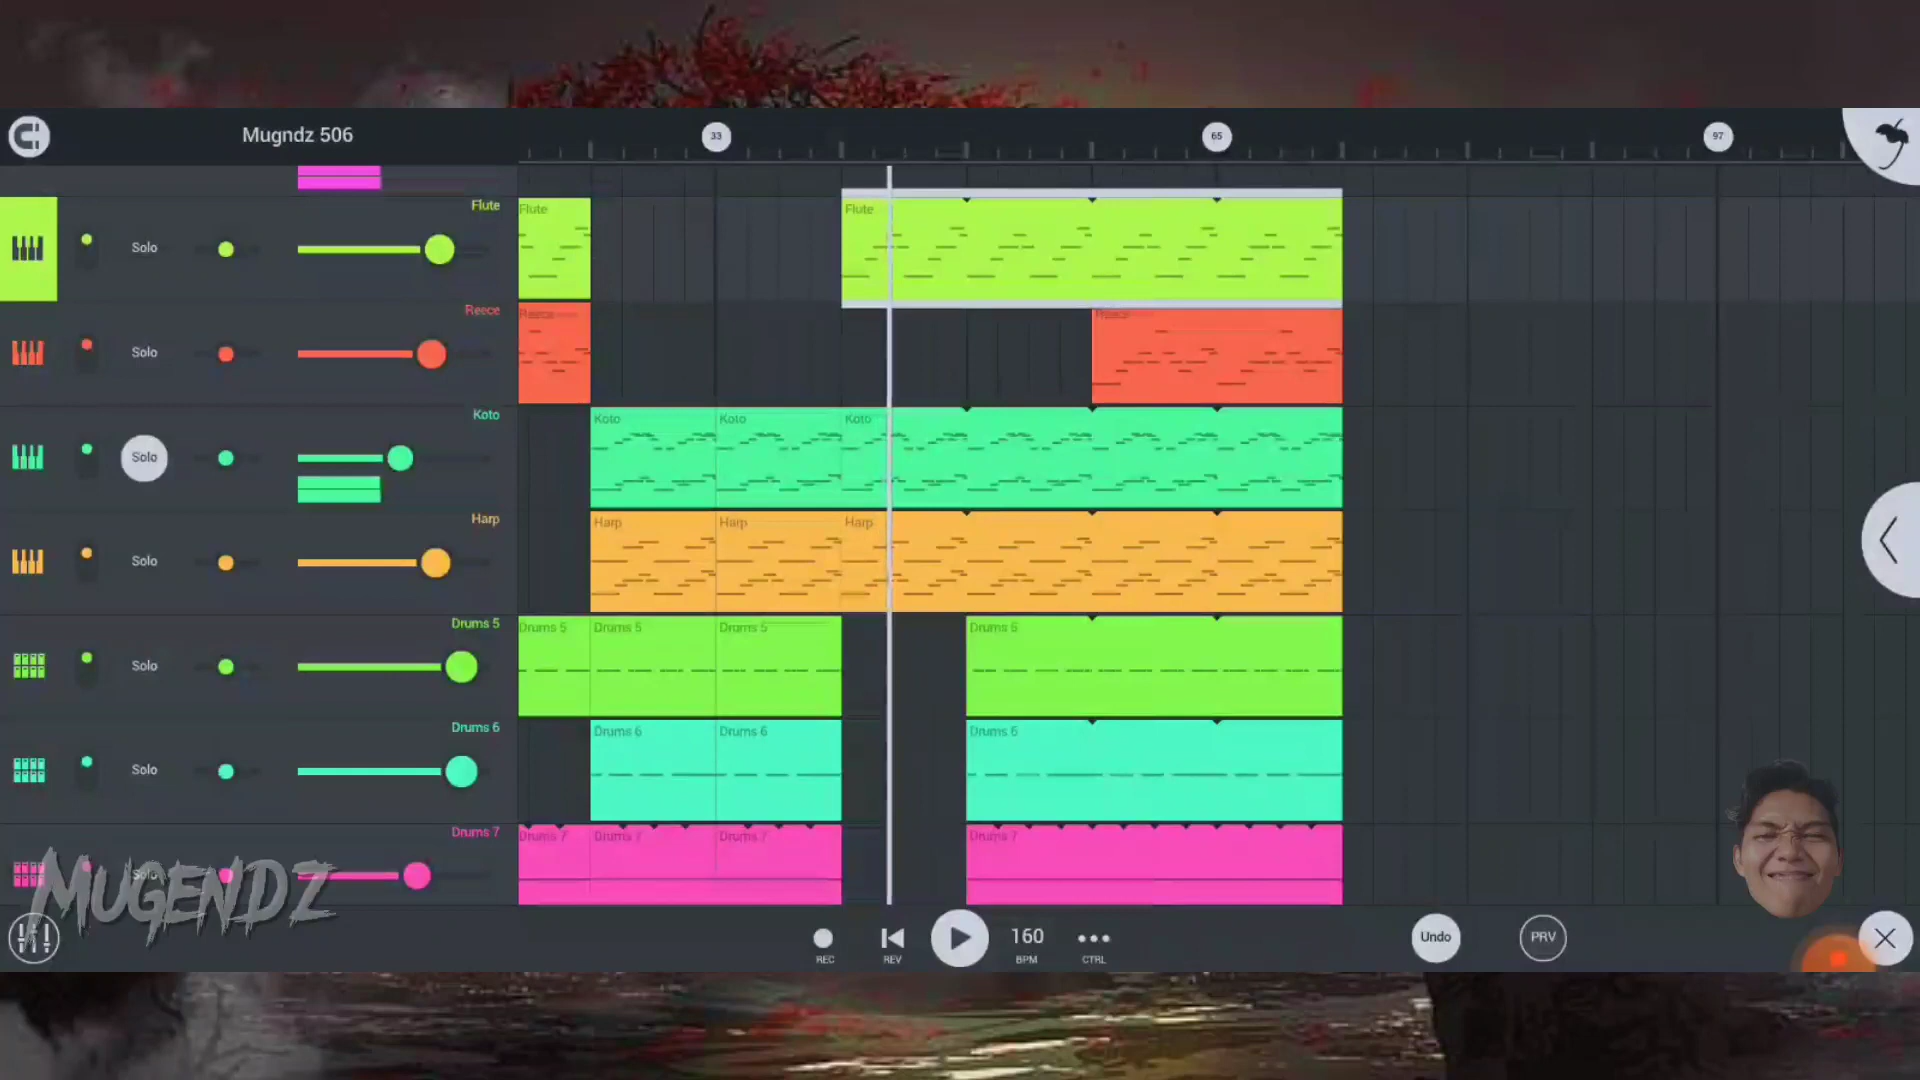 Mugndz 506
33
65
97
Flute
Solo
Flute
Flute
Reece
Solo
Reece
Reece
Koto
Solo
Koto
Koto
Koto
Harp
Solo
Harp
Harp
Harp
Drums 5
Solo
Drums 5
Drums 5
Drums 5
Drums 5
Drums 6
Solo
Drums 6
Drums 6
Drums 6
Drums 7
Solo
Drums 7
Drums 7
Drums 7
Drums 7
MUGENDZ
REC
REV
160
BPM
CTRL
Undo
PRV